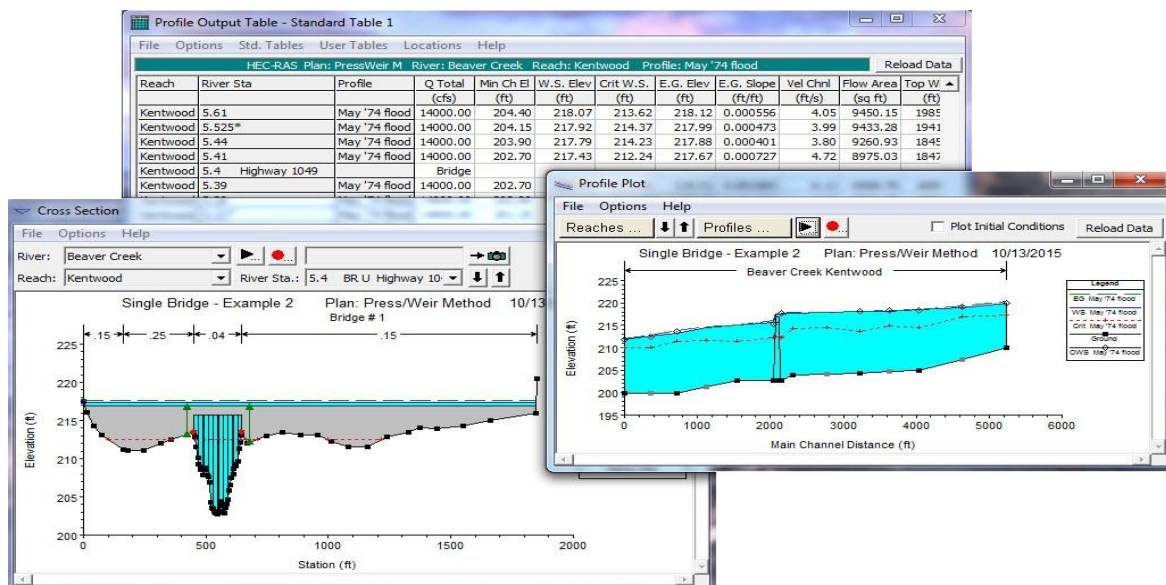 Profile Output Table - Standard Table 1
File Options Std. Tables User Tables Locations Help
HEC-RAS Plan: PressWeir M River: Beaver Creek Reach: Kentwood Profile: May '74 flood Reload Data
Reach River Sta Profile Q Total Min Ch El W.S. Elev Crit W.S. E.G. Elev E.G. Slope Vel Chnl Flow Area Top W
(cfs) (ft) (ft) (ft) (ft) (ft/ft) (ft/s) (sq ft) (ft)
Kentwood 5.61 May '74 flood 14000.00 204.40 218.07 213.62 218.12 0.000556 4.05 9450.15 1985
Kentwood 5.525* May '74 flood 14000.00 204.15 217.92 214.37 217.99 0.000473 3.99 9433.28 1941
Kentwood 5.44 May '74 flood 14000.00 203.90 217.79 214.23 217.88 0.000401 3.80 9260.93 1845
Kentwood 5.41 May '74 flood 14000.00 202.70 217.43 212.24 217.67 0.000727 4.72 8975.03 1847
Kentwood 5.4 Highway 1049 Bridge
Kentwood 5.39 May '74 flood 14000.00 202.70
Cross Section
File Options Help
River: Beaver Creek
Reach: Kentwood River Sta.: 5.4 BR U Highway 10
Single Bridge - Example 2 Plan: Press/Weir Method 10/13
Bridge # 1
.15 .25 .04 .15
225
220
215
210
205
200
Elevation (ft)
0 500 1000 1500 2000
Station (ft)
Profile Plot
File Options Help
Reaches ... Profiles ... Plot Initial Conditions Reload Data
Single Bridge - Example 2 Plan: Press/Weir Method 10/13/2015
Beaver Creek Kentwood
225
220
215
210
205
200
195
Elevation (ft)
0 1000 2000 3000 4000 5000 6000
Main Channel Distance (ft)
Legend
EG May '74 flood
WS May '74 flood
Crit May '74 flood
Ground
OWS May '74 flood